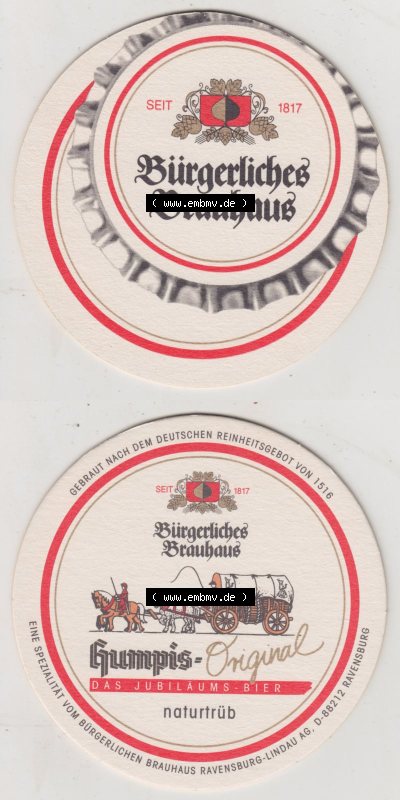 SEIT 1817
Bürgerliches
Brauhaus
( www.embmv.de )
GEBRAUT NACH DEM DEUTSCHEN REINHEITSGEBOT VON 1516
SEIT 1817
Bürgerliches
Brauhaus
( www.embmv.de )
Humpis-Original
DAS JUBILÄUMS-BIER
naturtrüb
EINE SPEZIALITÄT VOM BÜRGERLICHEN BRAUHAUS RAVENSBURG-LINDAU AG, D-88212 RAVENSBURG